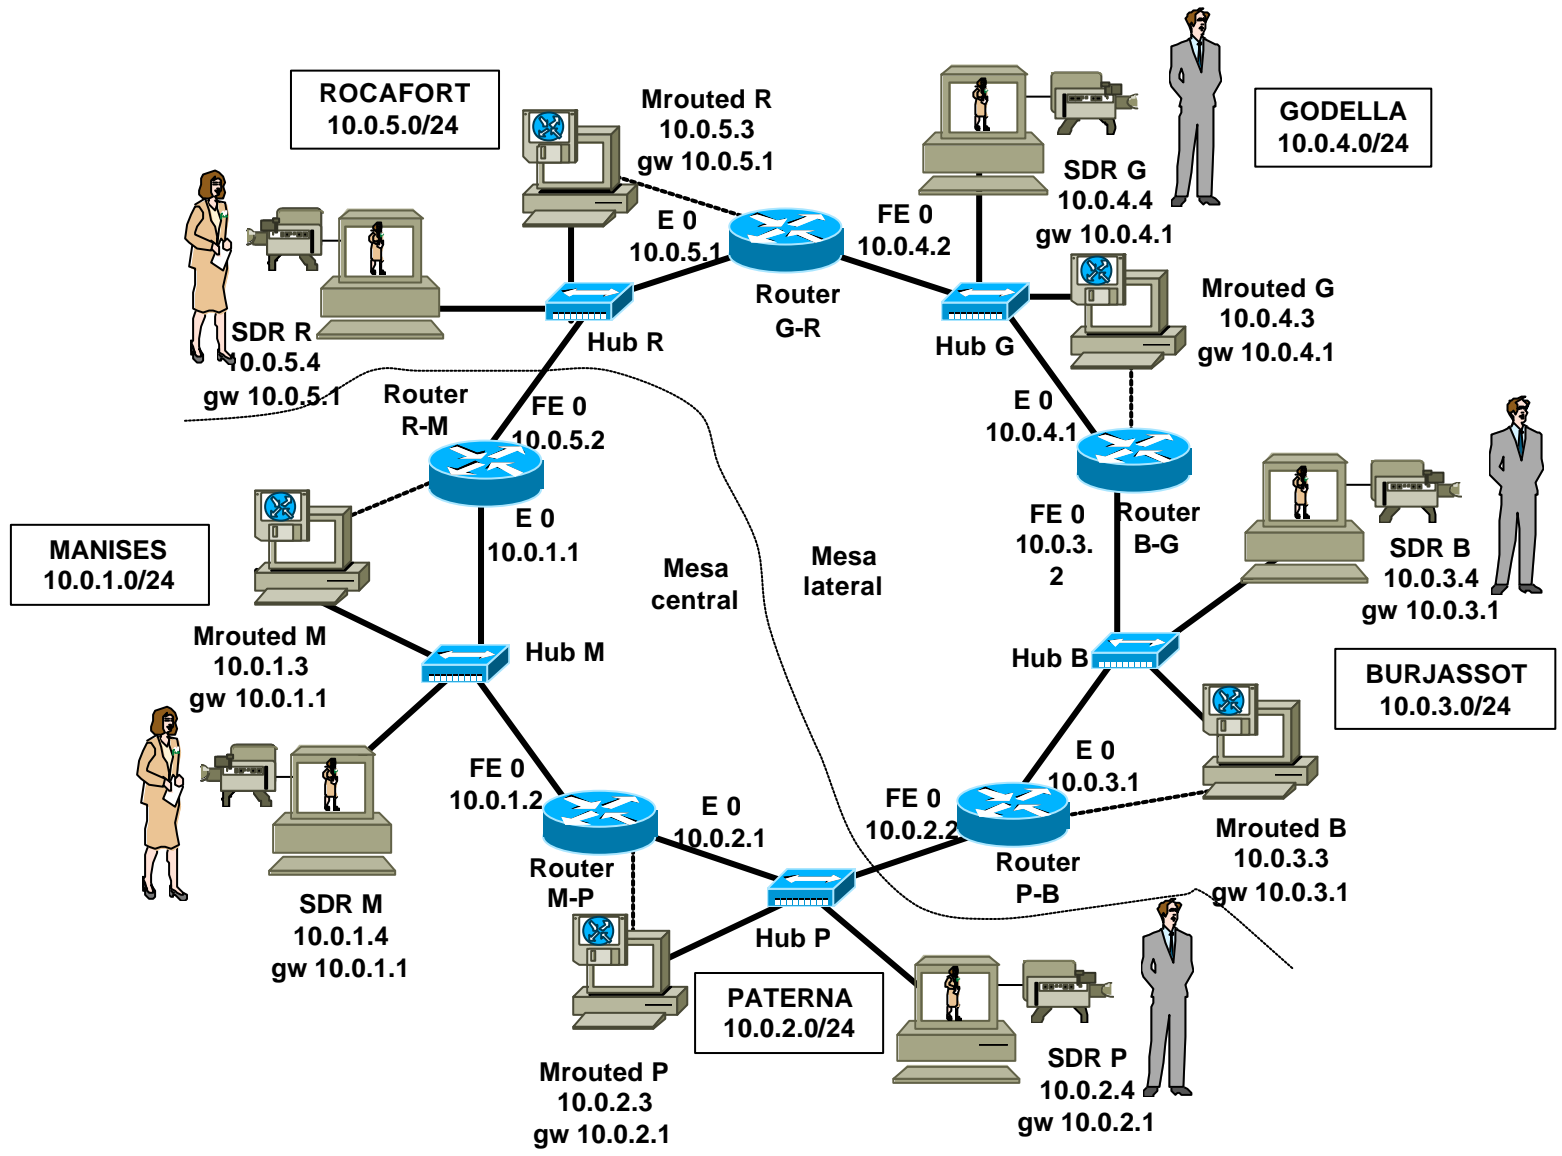 ROCAFORT
10.0.5.0/24
Mrouted R
10.0.5.3
gw 10.0.5.1
GODELLA
10.0.4.0/24
SDR G
10.0.4.4
gw 10.0.4.1
E 0
10.0.5.1
FE 0
10.0.4.2
Router
G-R
Mrouted G
10.0.4.3
gw 10.0.4.1
SDR R
10.0.5.4
gw 10.0.5.1
Hub R
Hub G
Router
R-M
FE 0
10.0.5.2
E 0
10.0.4.1
MANISES
10.0.1.0/24
E 0
10.0.1.1
Mesa
central
Mesa
lateral
FE 0
10.0.3.
2
Router
B-G
SDR B
10.0.3.4
gw 10.0.3.1
Mrouted M
10.0.1.3
gw 10.0.1.1
Hub M
Hub B
BURJASSOT
10.0.3.0/24
FE 0
10.0.1.2
E 0
10.0.2.1
FE 0
10.0.2.2
E 0
10.0.3.1
Router
M-P
Router
P-B
Mrouted B
10.0.3.3
gw 10.0.3.1
SDR M
10.0.1.4
gw 10.0.1.1
Hub P
PATERNA
10.0.2.0/24
Mrouted P
10.0.2.3
gw 10.0.2.1
SDR P
10.0.2.4
gw 10.0.2.1